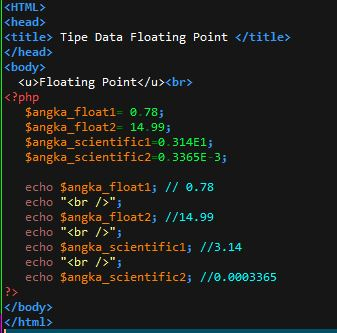 <HTML>
<head>
<title> Tipe Data Floating Point </title>
</head>
<body>
<u>Floating Point</u><br>
<?php
$angka_float1= 0.78;
$angka_float2= 14.99;
$angka_scientific1=0.314E1;
$angka_scientific2=0.3365E-3;
echo $angka_float1; // 0.78
echo "<br />";
echo $angka_float2; //14.99
echo "<br />";
echo $angka_scientific1; //3.14
echo "<br />";
echo $angka_scientific2; //0.0003365
?>
</body>
</html>